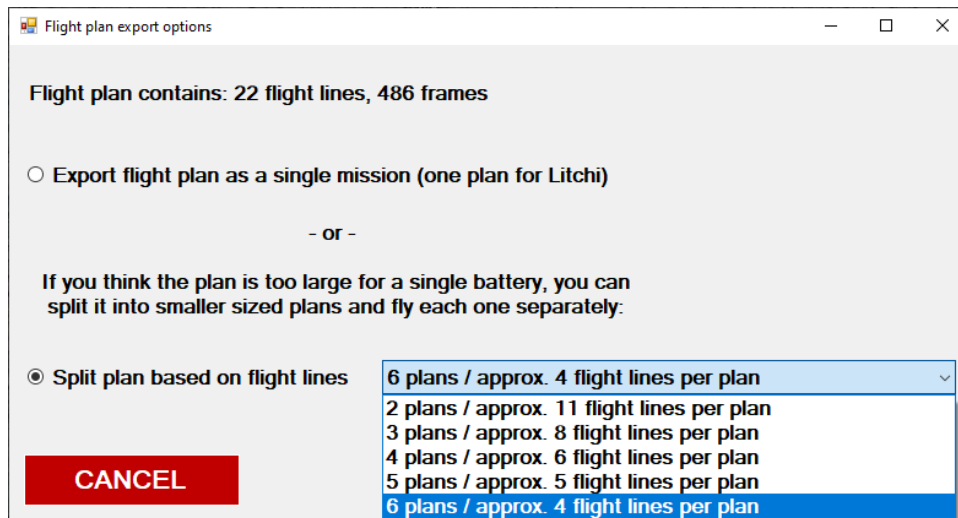 Flight plan export options
Flight plan contains: 22 flight lines, 486 frames
Export flight plan as a single mission (one plan for Litchi)
- or -
If you think the plan is too large for a single battery, you can
split it into smaller sized plans and fly each one separately:
Split plan based on flight lines
6 plans / approx. 4 flight lines per plan
2 plans / approx. 11 flight lines per plan
3 plans / approx. 8 flight lines per plan
4 plans / approx. 6 flight lines per plan
5 plans / approx. 5 flight lines per plan
6 plans / approx. 4 flight lines per plan
CANCEL